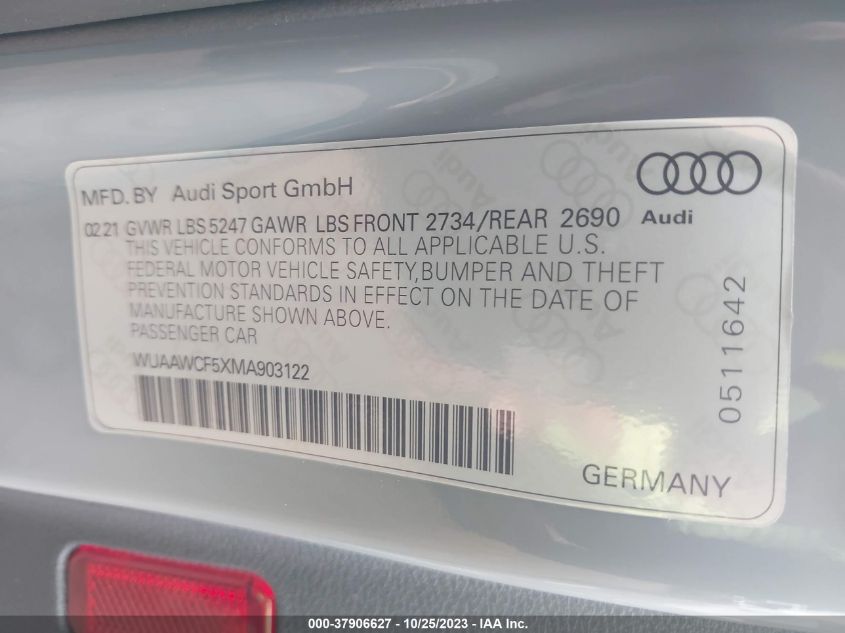 MFD. BY Audi Sport GmbH
Audi
02.21 GVWR LBS 5247 GAWR LBS FRONT 2734/REAR 2690
THIS VEHICLE CONFORMS TO ALL APPLICABLE U.S.
FEDERAL MOTOR VEHICLE SAFETY,BUMPER AND THEFT
PREVENTION STANDARDS IN EFFECT ON THE DATE OF
MANUFACTURE SHOWN ABOVE.
PASSENGER CAR
WUAAWCF5XMA903122
0511642
GERMANY
000-37906627 - 10/25/2023 - IAA Inc.